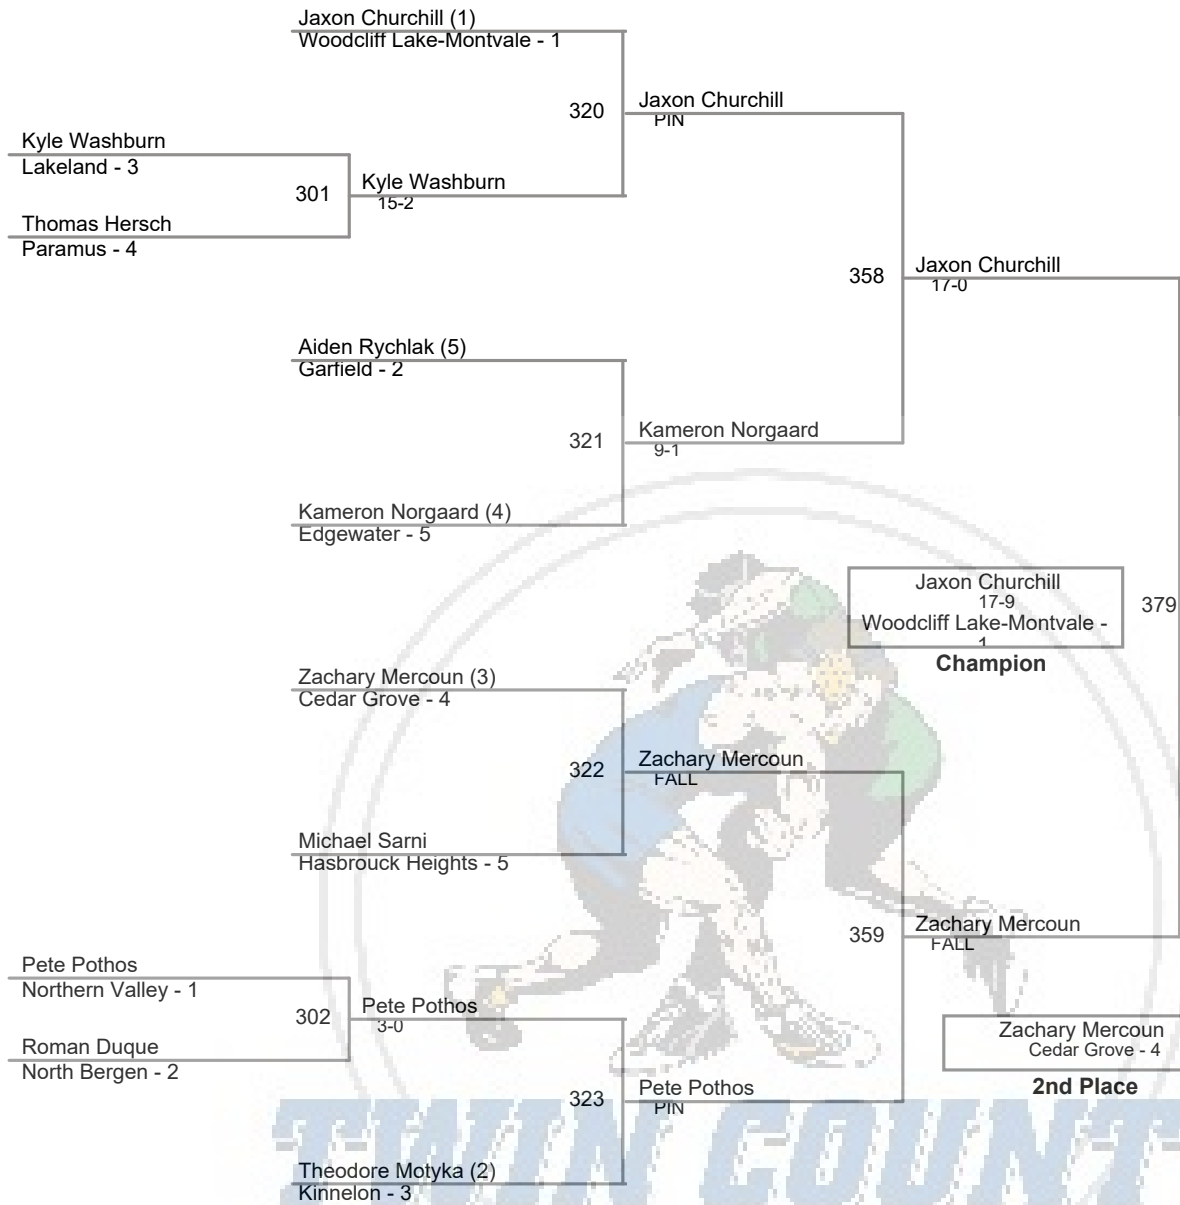 Jaxon Churchill (1)
Woodcliff Lake-Montvale - 1
320
Jaxon Churchill
PIN
Kyle Washburn
Lakeland - 3
301
Kyle Washburn
15-2
Thomas Hersch
Paramus - 4
358
Jaxon Churchill
17-0
Aiden Rychlak (5)
Garfield - 2
321
Kameron Norgaard
9-1
Kameron Norgaard (4)
Edgewater - 5
Jaxon Churchill
17-9
Woodcliff Lake-Montvale -
1
379
Champion
Zachary Mercoun (3)
Cedar Grove - 4
322
Zachary Mercoun
FALL
Michael Sarni
Hasbrouck Heights - 5
359
Zachary Mercoun
FALL
Pete Pothos
Northern Valley - 1
302
Pete Pothos
3-0
Roman Duque
North Bergen - 2
Zachary Mercoun
Cedar Grove - 4
2nd Place
323
Pete Pothos
PIN
Theodore Motyka (2)
Kinnelon - 3
TWIN COUNT